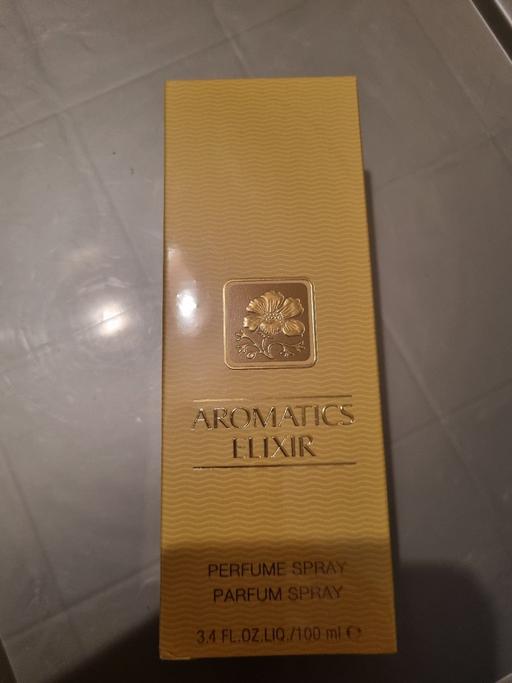 AROMATICS
ELIXIR
PERFUME SPRAY
PARFUM SPRAY
3.4 FL.OZ.LIQ./100 ml ℮